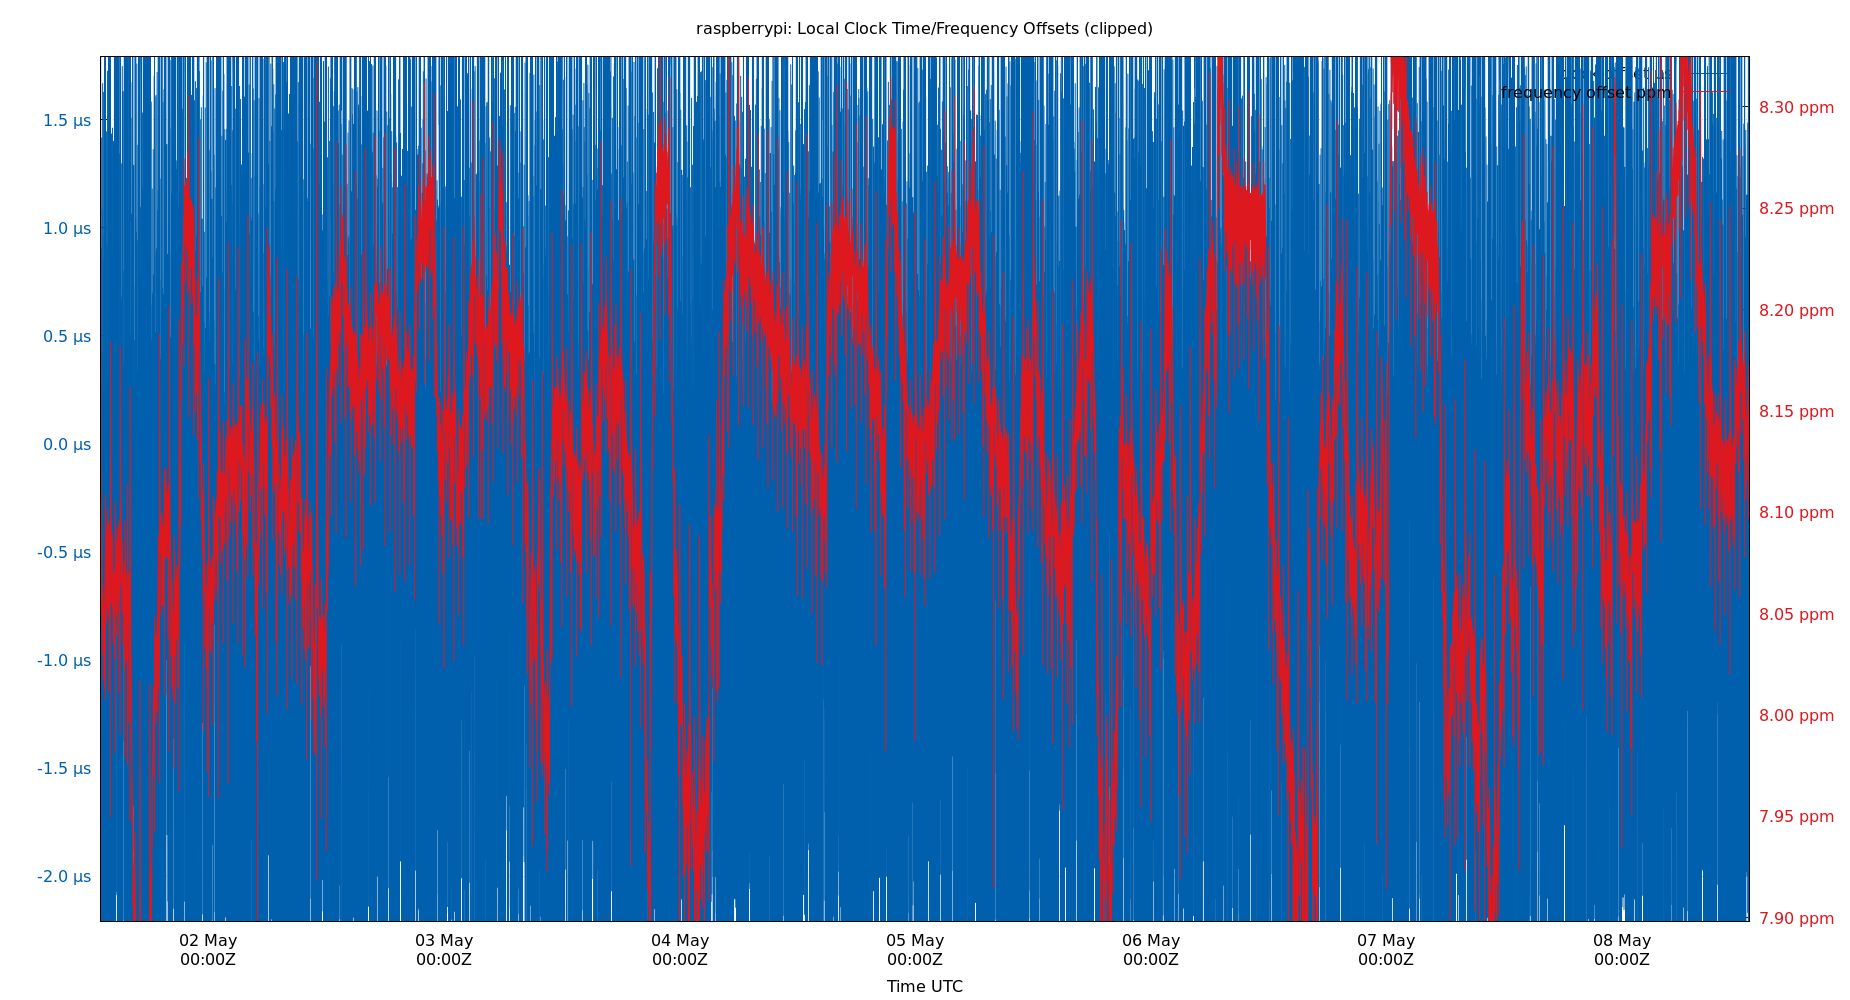 raspberrypi: Local Clock Time/Frequency Offsets (clipped)
frequency offset ppm
1.5 µs
1.0 µs
0.5 µs
0.0 µs
-0.5 µs
-1.0 µs
-1.5 µs
-2.0 µs
8.30 ppm
8.25 ppm
8.20 ppm
8.15 ppm
8.10 ppm
8.05 ppm
8.00 ppm
7.95 ppm
7.90 ppm
02 May
00:00Z
03 May
00:00Z
04 May
00:00Z
05 May
00:00Z
06 May
00:00Z
07 May
00:00Z
08 May
00:00Z
Time UTC